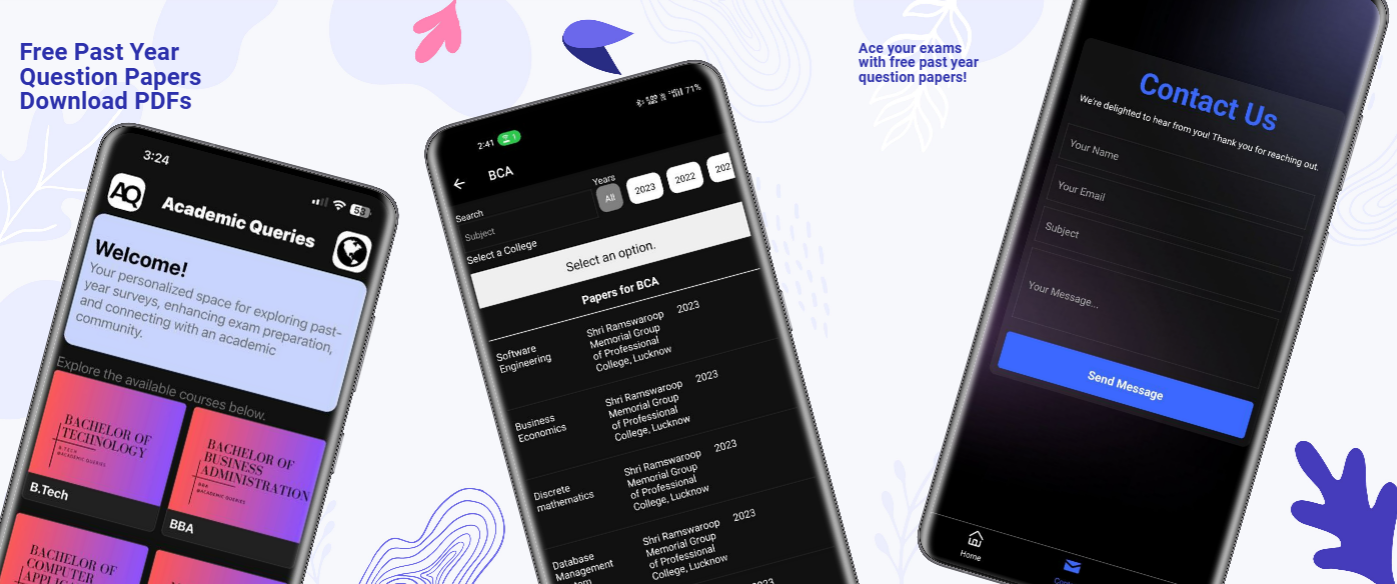 Free Past Year
Question Papers
Download PDFs
3:24
53
AQ
Academic Queries
Welcome!
Your personalized space for exploring past-
year surveys, enhancing exam preparation,
and connecting with an academic
community.
Explore the available courses below.
BACHELOR OF
TECHNOLOGY
B.TECH
@ACADEMIC QUERIES
B.Tech
BACHELOR OF
BUSINESS
ADMINISTRATION
BBA
@ACADEMIC QUERIES
BBA
BACHELOR OF
COMPUTER
2:41
71%
BCA
Years
All
2023
2022
202
Search
Subject
Select a College
Select an option.
Papers for BCA
Software
Engineering
Shri Ramswaroop
Memorial Group
of Professional
College, Lucknow
2023
Business
Economics
Shri Ramswaroop
Memorial Group
of Professional
College, Lucknow
2023
Discrete
mathematics
Shri Ramswaroop
Memorial Group
of Professional
College, Lucknow
2023
Database
Management
Shri Ramswaroop
Memorial Group
of Professional
College, Lucknow
2023
Ace your exams
with free past year
question papers!
Contact Us
We're delighted to hear from you! Thank you for reaching out.
Your Name
Your Email
Subject
Your Message...
Send Message
Home